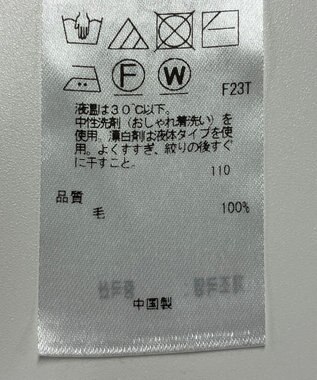 F W F23T
液温は30℃以下、
中性洗剤（おしゃれ着洗い）を
使用。漂白剤は液体タイプを使
用。よくすすぎ、絞りの後すぐ
に干すこと。
110
品質
毛 100%
中国製